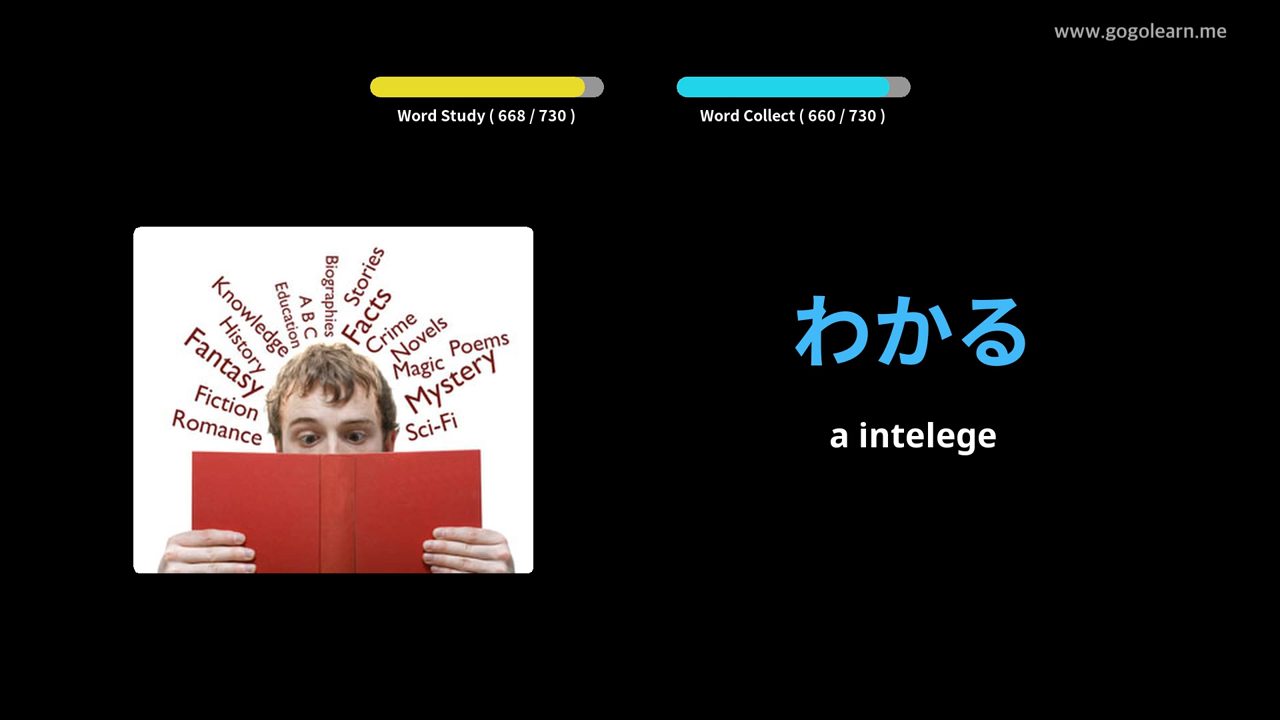 www.gogolearn.me
Word Study ( 668 / 730 )
Word Collect ( 660 / 730 )
Romance
Fiction
Fantasy
History
Knowledge
Education
A B C
Biographies
Stories
Facts
Crime
Novels
Magic
Poems
Mystery
Sci-Fi
わかる
a intelege